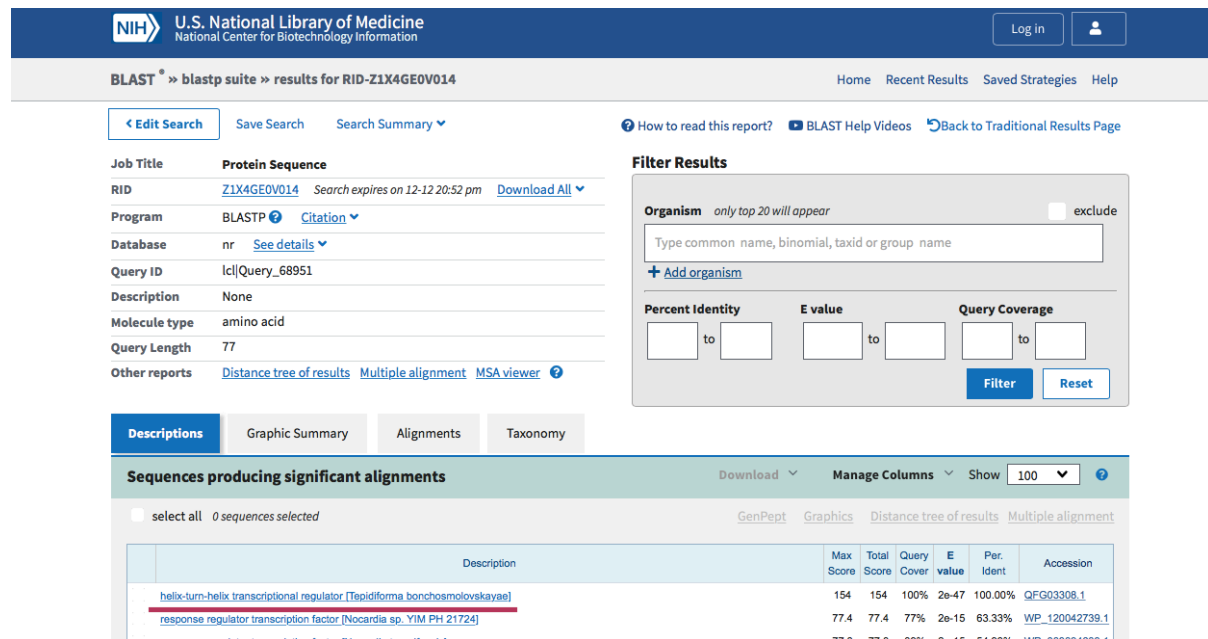 NIH U.S. National Library of Medicine
National Center for Biotechnology Information
Log in
BLAST ® » blastp suite » results for RID-Z1X4GE0V014
Home Recent Results Saved Strategies Help
< Edit Search Save Search Search Summary
? How to read this report? BLAST Help Videos Back to Traditional Results Page
Job Title Protein Sequence
RID Z1X4GE0V014 Search expires on 12-12 20:52 pm Download All
Program BLASTP ? Citation
Database nr See details
Query ID lcl|Query_68951
Description None
Molecule type amino acid
Query Length 77
Other reports Distance tree of results Multiple alignment MSA viewer ?
Filter Results
Organism only top 20 will appear exclude
Type common name, binomial, taxid or group name
+ Add organism
Percent Identity E value Query Coverage
to to to
Filter Reset
Descriptions Graphic Summary Alignments Taxonomy
Sequences producing significant alignments Download Manage Columns Show 100 ?
select all 0 sequences selected GenPept Graphics Distance tree of results Multiple alignment
Description Max Score Total Score Query Cover E value Per. Ident Accession
helix-turn-helix transcriptional regulator [Tepidiforma bonchosmolovskayae] 154 154 100% 2e-47 100.00% QFG03308.1
response regulator transcription factor [Nocardia sp. YIM PH 21724] 77.4 77.4 77% 2e-15 63.33% WP_120042739.1